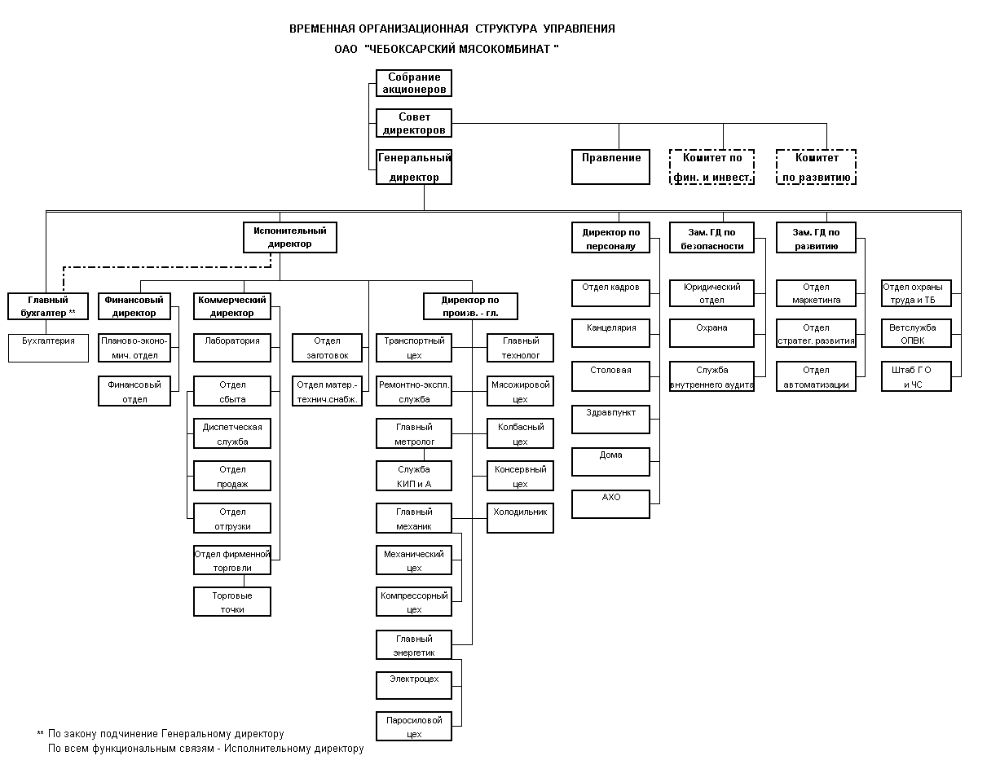 ВРЕМЕННАЯ ОРГАНИЗАЦИОННАЯ СТРУКТУРА УПРАВЛЕНИЯ
ОАО "ЧЕБОКСАРСКИЙ МЯСОКОМБИНАТ "
Собрание
акционеров
Совет
директоров
Генеральный
директор
Правление
Комитет по
фин. и инвест.
Комитет
по развитию
Испонительный
директор
Директор по
персоналу
Зам. ГД по
безопасности
Зам. ГД по
развитию
Главный
бухгалтер **
Финансовый
директор
Коммерческий
директор
Директор по
произв. - гл.
Отдел кадров
Юридический
отдел
Отдел
маркетинга
Отдел охраны
труда и ТБ
Бухгалтерия
Планово-эконо-
мич. отдел
Лаборатория
Отдел
заготовок
Транспортный
цех
Главный
технолог
Канцелярия
Охрана
Отдел
стратег. развития
Ветслужба
ОПВК
Финансовый
отдел
Отдел
сбыта
Отдел матер.-
технич.снабж.
Ремонтно-экспл.
служба
Мясожировой
цех
Столовая
Служба
внутреннего аудита
Отдел
автоматизации
Штаб Г О
и ЧС
Диспетческая
служба
Главный
метролог
Колбасный
цех
Здравпункт
Отдел
продаж
Служба
КИП и А
Консервный
цех
Дома
Отдел
отгрузки
Главный
механик
Холодильник
АХО
Отдел фирменной
торговли
Механический
цех
Торговые
точки
Компрессорный
цех
Главный
энергетик
Электроцех
Паросиловой
цех
** По закону подчинение Генеральному директору
По всем функциональным связям - Исполнительному директору